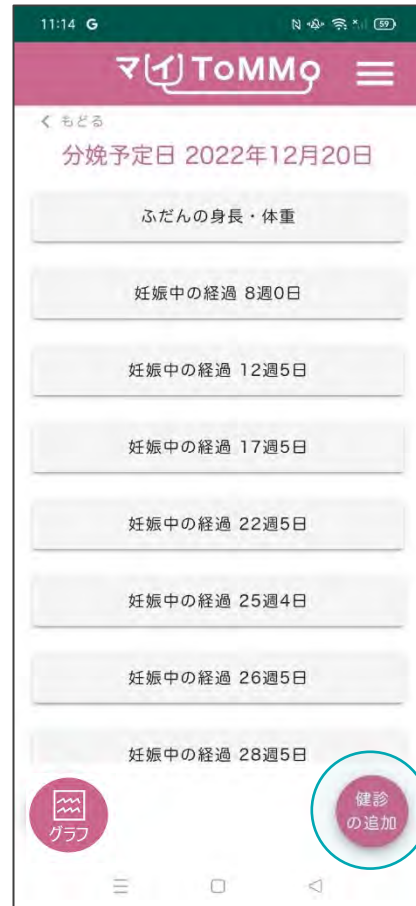 11:14 G
59
マイToMMo
もどる
分娩予定日 2022年12月20日
ふだんの身長・体重
妊娠中の経過 8週0日
妊娠中の経過 12週5日
妊娠中の経過 17週5日
妊娠中の経過 22週5日
妊娠中の経過 25週4日
妊娠中の経過 26週5日
妊娠中の経過 28週5日
グラフ
健診
の追加